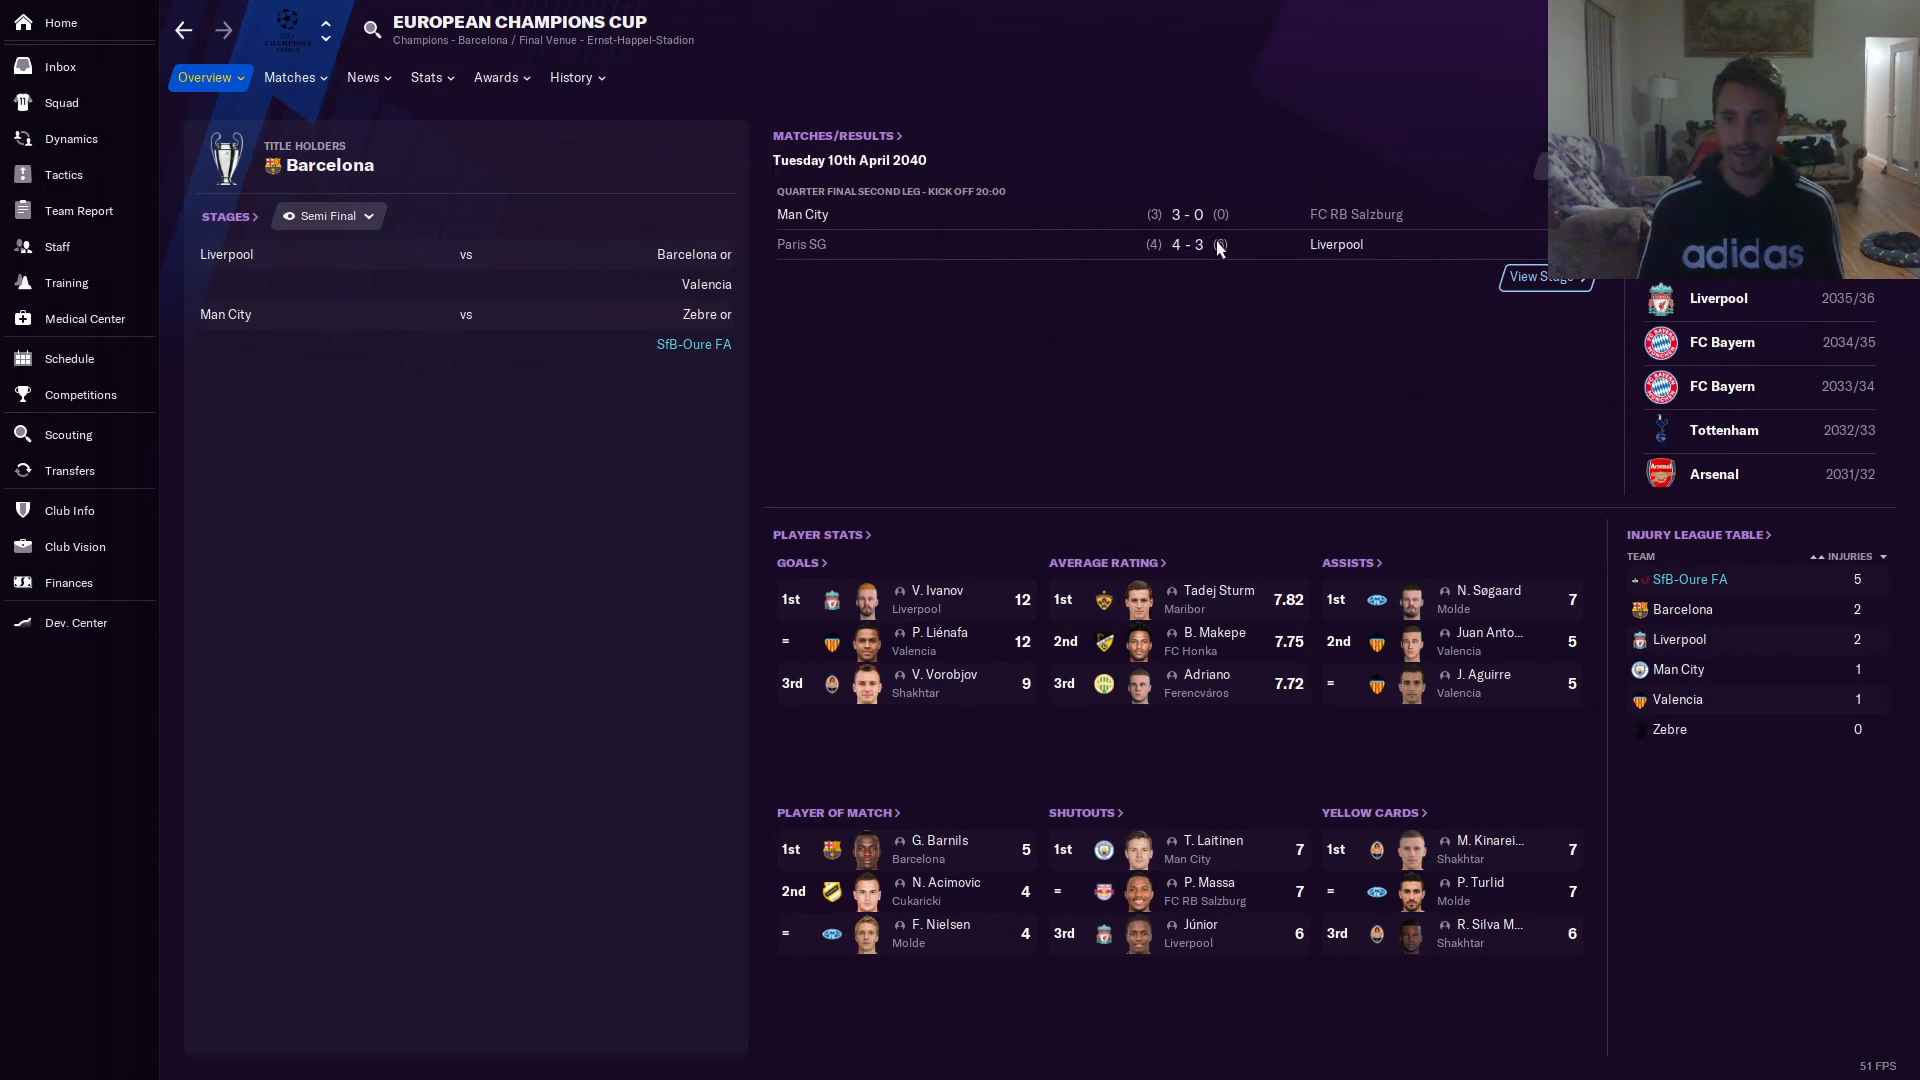 Home
Inbox
Squad
Dynamics
Tactics
Team Report
Staff
Training
Medical Center
Schedule
Competitions
Scouting
Transfers
Club Info
Club Vision
Finances
Dev. Center
EUROPEAN CHAMPIONS CUP
Champions - Barcelona / Final Venue - Ernst-Happel-Stadion
Overview Matches News Stats Awards History
TITLE HOLDERS
Barcelona
STAGES Semi Final
Liverpool vs Barcelona or
Valencia
Man City vs Zebre or
SfB-Oure FA
MATCHES/RESULTS
Tuesday 10th April 2040
QUARTER FINAL SECOND LEG - KICK OFF 20:00
Man City (3) 3 - 0 (0) FC RB Salzburg
Paris SG (4) 4 - 3 Liverpool
View Stage
adidas
Liverpool 2035/36
FC Bayern 2034/35
FC Bayern 2033/34
Tottenham 2032/33
Arsenal 2031/32
PLAYER STATS
GOALS
1st V. Ivanov 12
Liverpool
= P. Liénafa 12
Valencia
3rd V. Vorobjov 9
Shakhtar
AVERAGE RATING
1st Tadej Sturm 7.82
Maribor
2nd B. Makepe 7.75
FC Honka
3rd Adriano 7.72
Ferencváros
ASSISTS
1st N. Søgaard 7
Molde
2nd Juan Anto... 5
Valencia
= J. Aguirre 5
Valencia
PLAYER OF MATCH
1st G. Barnils 5
Barcelona
2nd N. Acimovic 4
Cukaricki
= F. Nielsen 4
Molde
SHUTOUTS
1st T. Laitinen 7
Man City
= P. Massa 7
FC RB Salzburg
3rd Júnior 6
Liverpool
YELLOW CARDS
1st M. Kinarei... 7
Shakhtar
= P. Turlid 7
Molde
3rd R. Silva M... 6
Shakhtar
INJURY LEAGUE TABLE
TEAM INJURIES
SfB-Oure FA 5
Barcelona 2
Liverpool 2
Man City 1
Valencia 1
Zebre 0
51 FPS